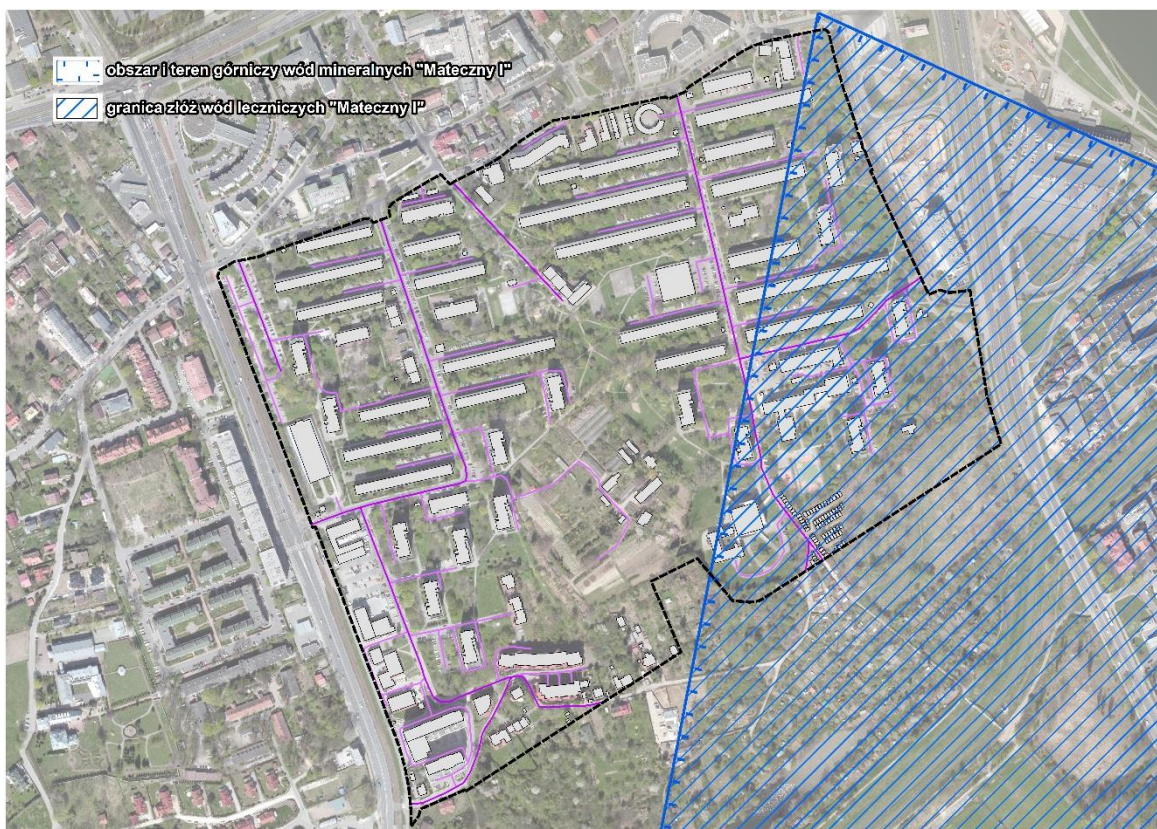 obszar i teren górniczy wód mineralnych "Mateczny I"
granica złóż wód leczniczych "Mateczny I"